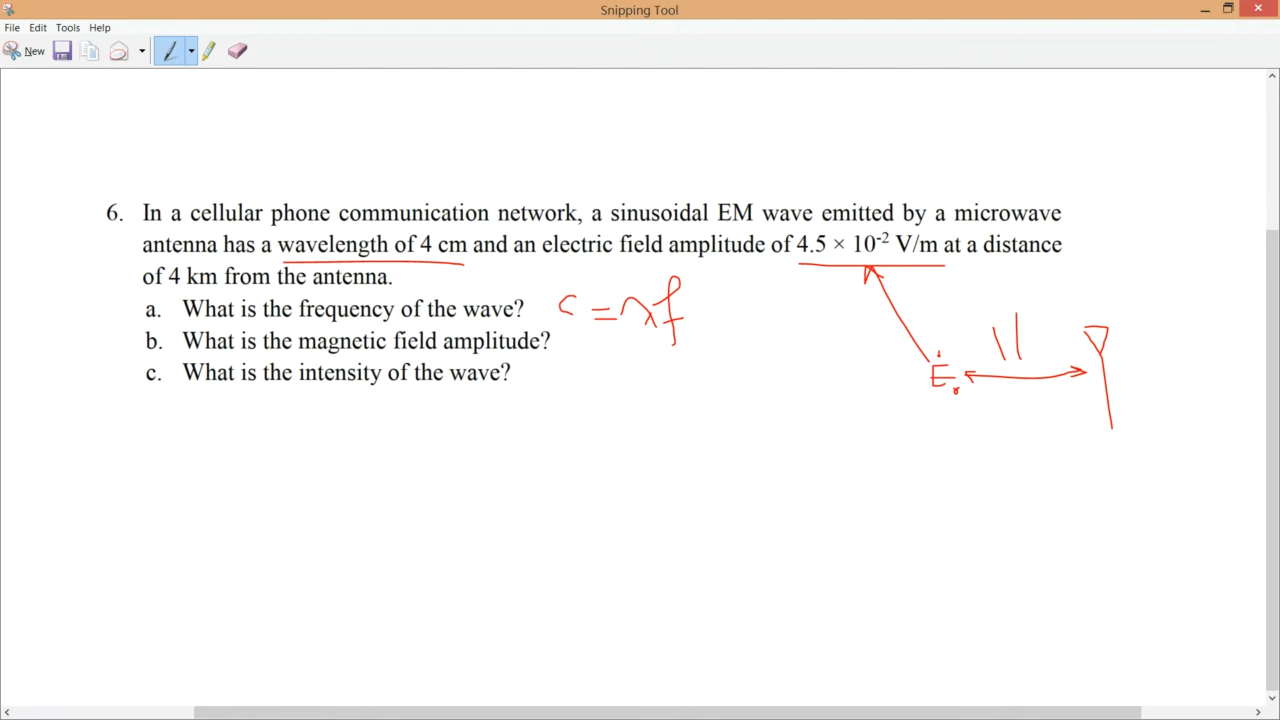 Snipping Tool
File Edit Tools Help
New
6. In a cellular phone communication network, a sinusoidal EM wave emitted by a microwave
antenna has a wavelength of 4 cm and an electric field amplitude of 4.5 × 10⁻² V/m at a distance
of 4 km from the antenna.
a. What is the frequency of the wave? c = λf
b. What is the magnetic field amplitude?
c. What is the intensity of the wave?
E₀